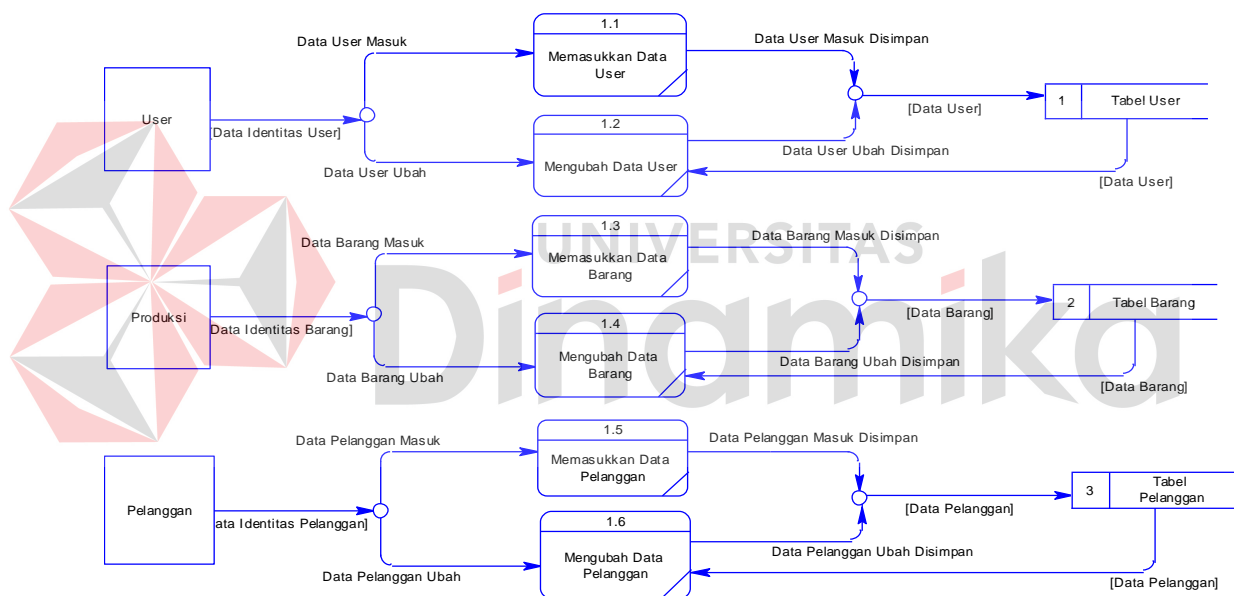 1.1
Data User Masuk
Memasukkan Data
User
Data User Masuk Disimpan
User
[Data Identitas User]
1.2
Mengubah Data User
Data User Ubah
Data User Ubah Disimpan
[Data User]
1
Tabel User
[Data User]
UNIVERSITAS
Dinamika
1.3
Data Barang Masuk
Memasukkan Data
Barang
Data Barang Masuk Disimpan
Produksi
[Data Identitas Barang]
1.4
Mengubah Data
Barang
Data Barang Ubah
Data Barang Ubah Disimpan
[Data Barang]
2
Tabel Barang
[Data Barang]
1.5
Data Pelanggan Masuk
Memasukkan Data
Pelanggan
Data Pelanggan Masuk Disimpan
Pelanggan
ata Identitas Pelanggan]
1.6
Mengubah Data
Pelanggan
Data Pelanggan Ubah
Data Pelanggan Ubah Disimpan
[Data Pelanggan]
3
Tabel
Pelanggan
[Data Pelanggan]